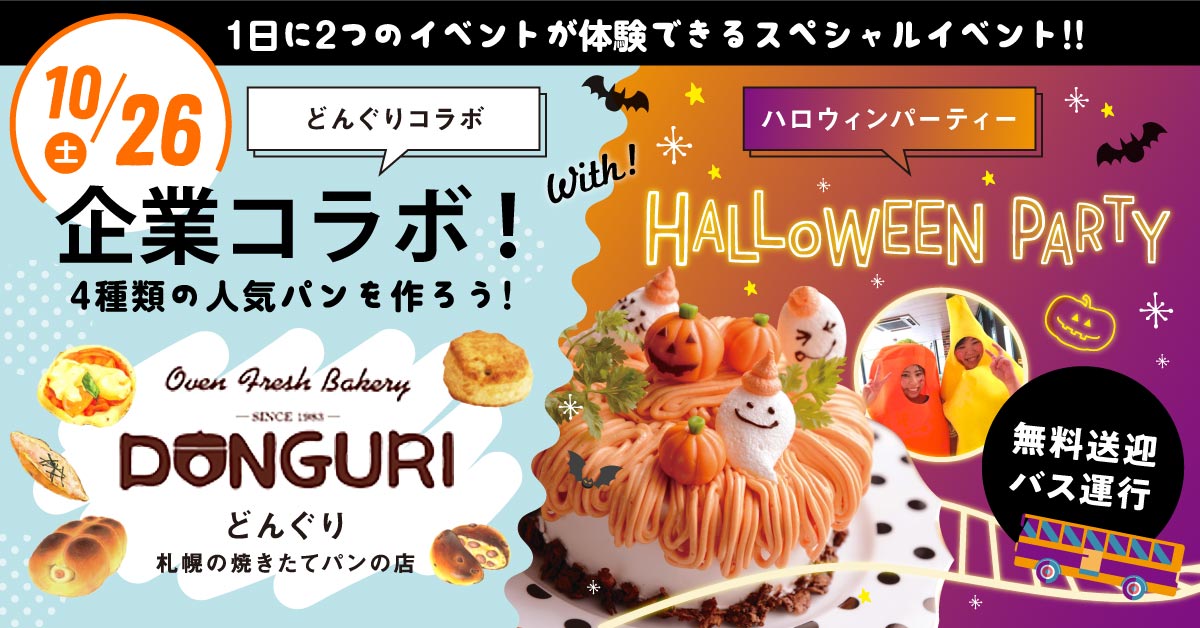 1日に2つのイベントが体験できるスペシャルイベント!!
10/26
土
どんぐりコラボ
企業コラボ！
4種類の人気パンを作ろう!
Oven Fresh Bakery
SINCE 1983
DONGURI
どんぐり
札幌の焼きたてパンの店
With!
ハロウィンパーティー
HALLOWEEN PARTY
無料送迎
バス運行